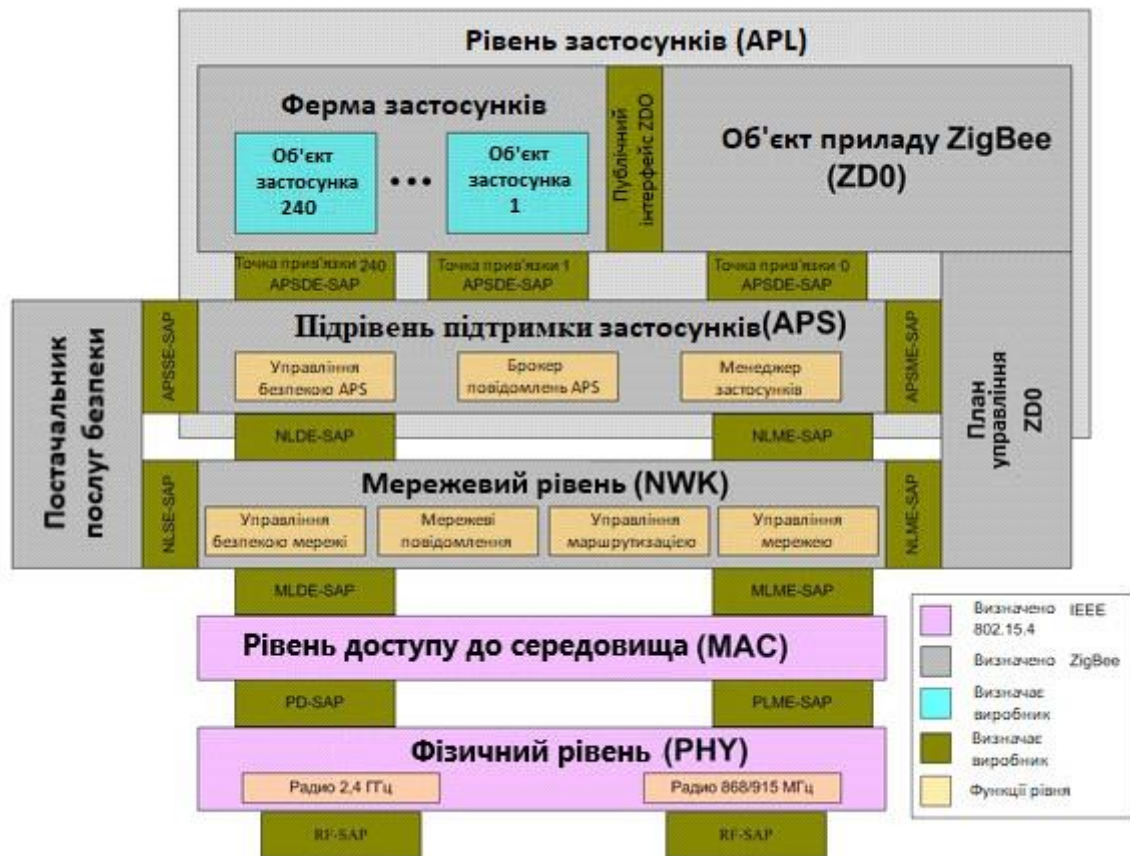 Рівень застосунків (APL)
Ферма застосунків
Об'єкт
застосунка
240
•••
Об'єкт
застосунка
1
Публічний
інтерфейс ZDO
Об'єкт приладу ZigBee
(ZD0)
Точка прив'язки 240
APSDE-SAP
Точка прив'язки 1
APSDE-SAP
Точка прив'язки 0
APSDE-SAP
Постачальник
послуг безпеки
APSSE-SAP
Підрівень підтримки застосунків(APS)
Управління
безпекою APS
Брокер
повідомлень APS
Менеджер
застосунків
APSME-SAP
План
управління
ZD0
NLDE-SAP
NLME-SAP
NLSE-SAP
Мережевий рівень (NWK)
Управління
безпекою мережі
Мережеві
повідомлення
Управління
маршрутизацією
Управління
мережею
NLME-SAP
MLDE-SAP
MLME-SAP
Рівень доступу до середовища (MAC)
PD-SAP
PLME-SAP
Фізичний рівень (PHY)
Радио 2,4 ГГц
Радио 868/915 МГц
RF-SAP
RF-SAP
Визначено IEEE
802.15.4
Визначено ZigBee
Визначає
виробник
Визначає
виробник
Функції рівня